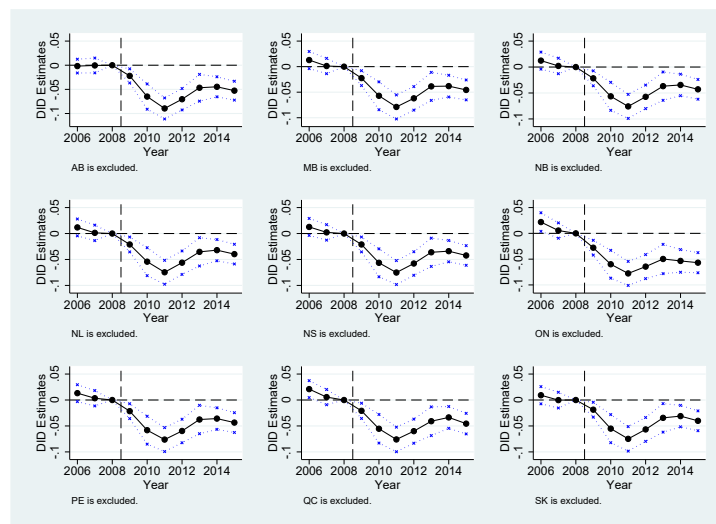 DID Estimates
.05
0
-.05
-.1
2006 2008 2010 2012 2014
Year
AB is excluded.
DID Estimates
.05
0
-.05
-.1
2006 2008 2010 2012 2014
Year
MB is excluded.
DID Estimates
.05
0
-.05
-.1
2006 2008 2010 2012 2014
Year
NB is excluded.
DID Estimates
.05
0
-.05
-.1
2006 2008 2010 2012 2014
Year
NL is excluded.
DID Estimates
.05
0
-.05
-.1
2006 2008 2010 2012 2014
Year
NS is excluded.
DID Estimates
.05
0
-.05
-.1
2006 2008 2010 2012 2014
Year
ON is excluded.
DID Estimates
.05
0
-.05
-.1
2006 2008 2010 2012 2014
Year
PE is excluded.
DID Estimates
.05
0
-.05
-.1
2006 2008 2010 2012 2014
Year
QC is excluded.
DID Estimates
.05
0
-.05
-.1
2006 2008 2010 2012 2014
Year
SK is excluded.